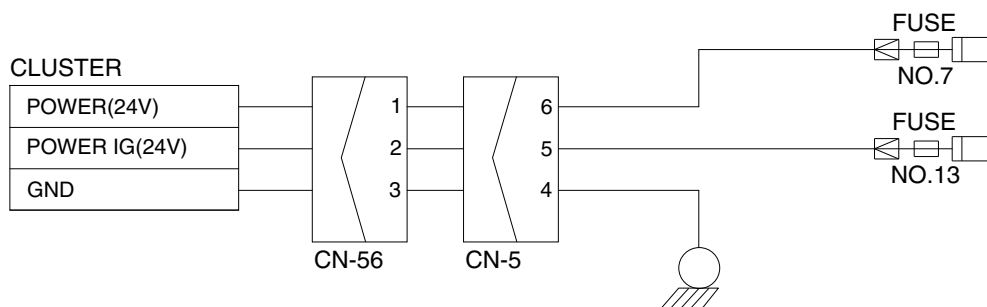 FUSE
NO.7
CLUSTER
POWER(24V)
1
6
FUSE
POWER IG(24V)
2
5
NO.13
GND
3
4
CN-56
CN-5